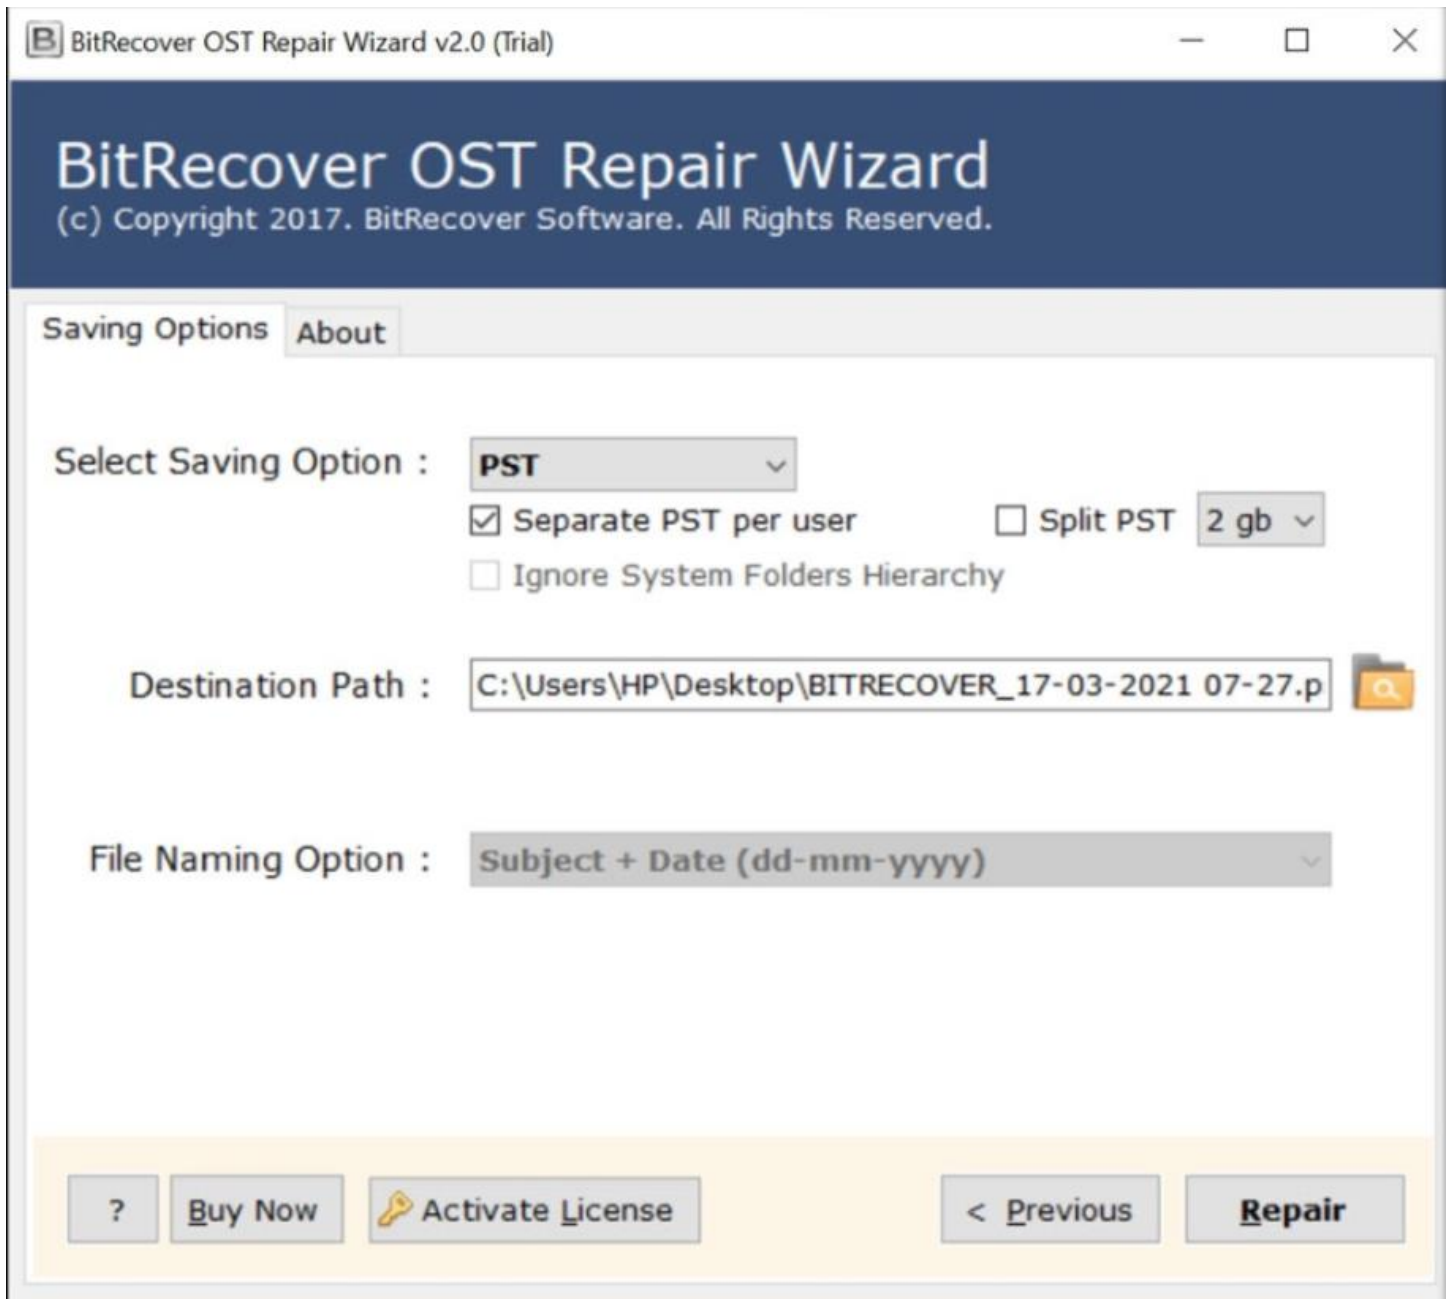 BitRecover OST Repair Wizard v2.0 (Trial)
BitRecover OST Repair Wizard
(c) Copyright 2017. BitRecover Software. All Rights Reserved.
Saving Options About
Select Saving Option : PST
Separate PST per user Split PST 2 gb
Ignore System Folders Hierarchy
Destination Path : C:\Users\HP\Desktop\BITRECOVER_17-03-2021 07-27.p
File Naming Option : Subject + Date (dd-mm-yyyy)
? Buy Now Activate License < Previous Repair